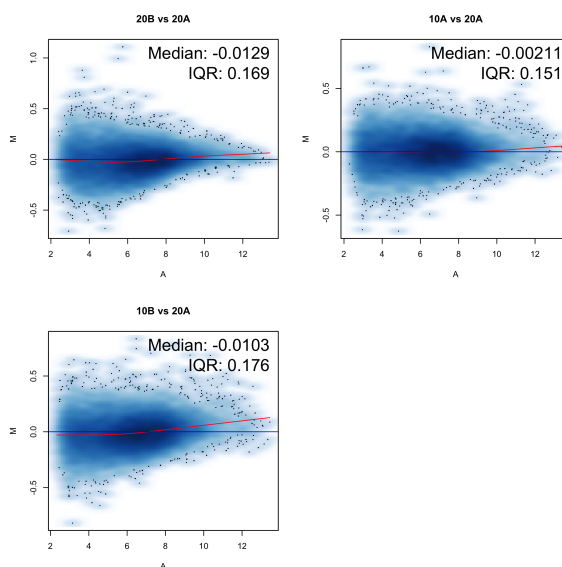 20B vs 20A
Median: -0.0129
IQR: 0.169
M
1.0
0.5
0.0
-0.5
2 4 6 8 10 12
A
10A vs 20A
Median: -0.00211
IQR: 0.151
M
0.5
0.0
-0.5
2 4 6 8 10 12
A
10B vs 20A
Median: -0.0103
IQR: 0.176
M
0.5
0.0
-0.5
2 4 6 8 10 12
A